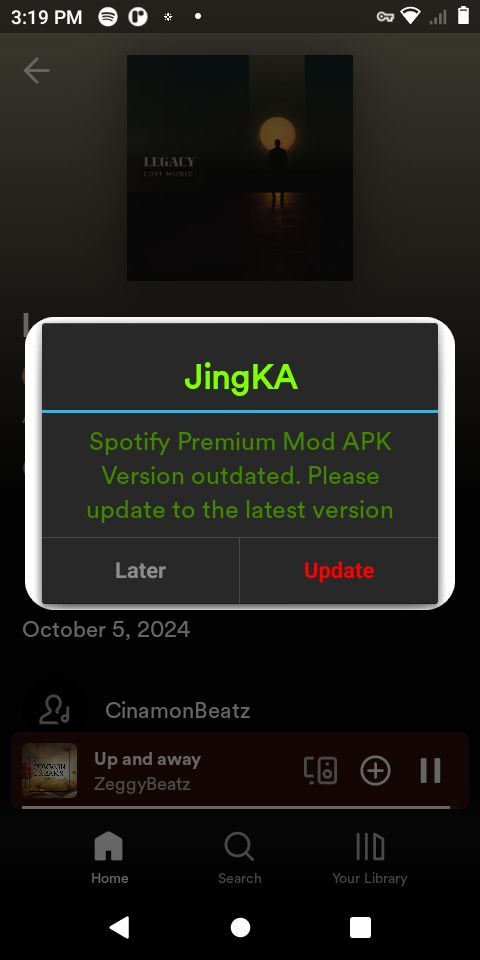 3:19 PM
LEGACY
LOFI MUSIC
JingKA
Spotify Premium Mod APK
Version outdated. Please
update to the latest version
Later
Update
October 5, 2024
CinamonBeatz
Up and away
ZeggyBeatz
Home
Search
Your Library